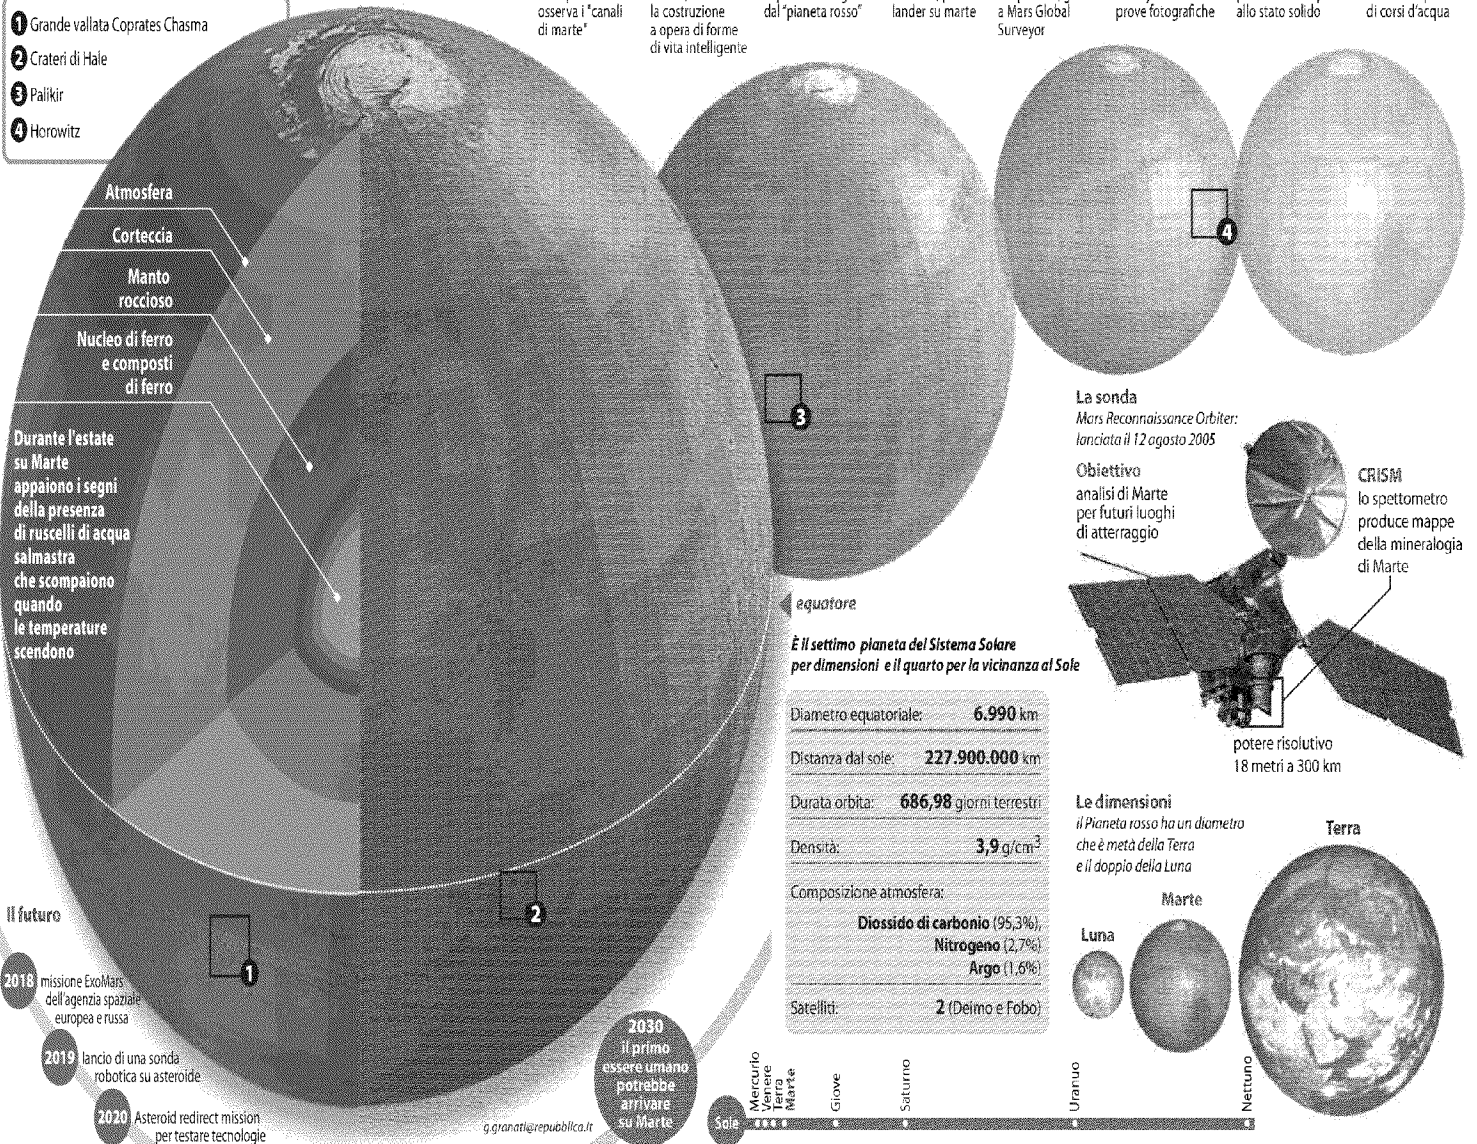 1 Grande vallata Coprates Chasma
2 Crateri di Hale
3 Palikir
4 Horowitz
osserva i "canali
di marte"
la costruzione
a opera di forme
di vita intelligente
dal "pianeta rosso"
lander su marte
a Mars Global
Surveyor
prove fotografiche
allo stato solido
di corsi d'acqua
Atmosfera
Corteccia
Manto
roccioso
Nucleo di ferro
e composti
di ferro
Durante l'estate
su Marte
appaiono i segni
della presenza
di ruscelli di acqua
salmastra
che scompaiono
quando
le temperature
scendono
3
4
equatore
È il settimo pianeta del Sistema Solare
per dimensioni e il quarto per la vicinanza al Sole
Diametro equatoriale: 6.990 km
Distanza dal sole: 227.900.000 km
Durata orbita: 686,98 giorni terrestri
Densità: 3,9 g/cm³
Composizione atmosfera:
Diossido di carbonio (95,3%),
Nitrogeno (2,7%)
Argo (1,6%)
Satelliti: 2 (Deimo e Fobo)
La sonda
Mars Reconnaissance Orbiter:
lanciata il 12 agosto 2005
Obiettivo
analisi di Marte
per futuri luoghi
di atterraggio
CRISM
lo spettometro
produce mappe
della mineralogia
di Marte
potere risolutivo
18 metri a 300 km
Le dimensioni
il Pianeta rosso ha un diametro
che è metà della Terra
e il doppio della Luna
Luna
Marte
Terra
1
2
Il futuro
2018 missione ExoMars
dell'agenzia spaziale
europea e russa
2019 lancio di una sonda
robotica su asteroide
2020 Asteroid redirect mission
per testare tecnologie
2030
il primo
essere umano
potrebbe
arrivare
su Marte
g.granati@repubblica.it
Sole
Mercurio
Venere
Terra
Marte
Giove
Saturno
Uranuo
Nettuno